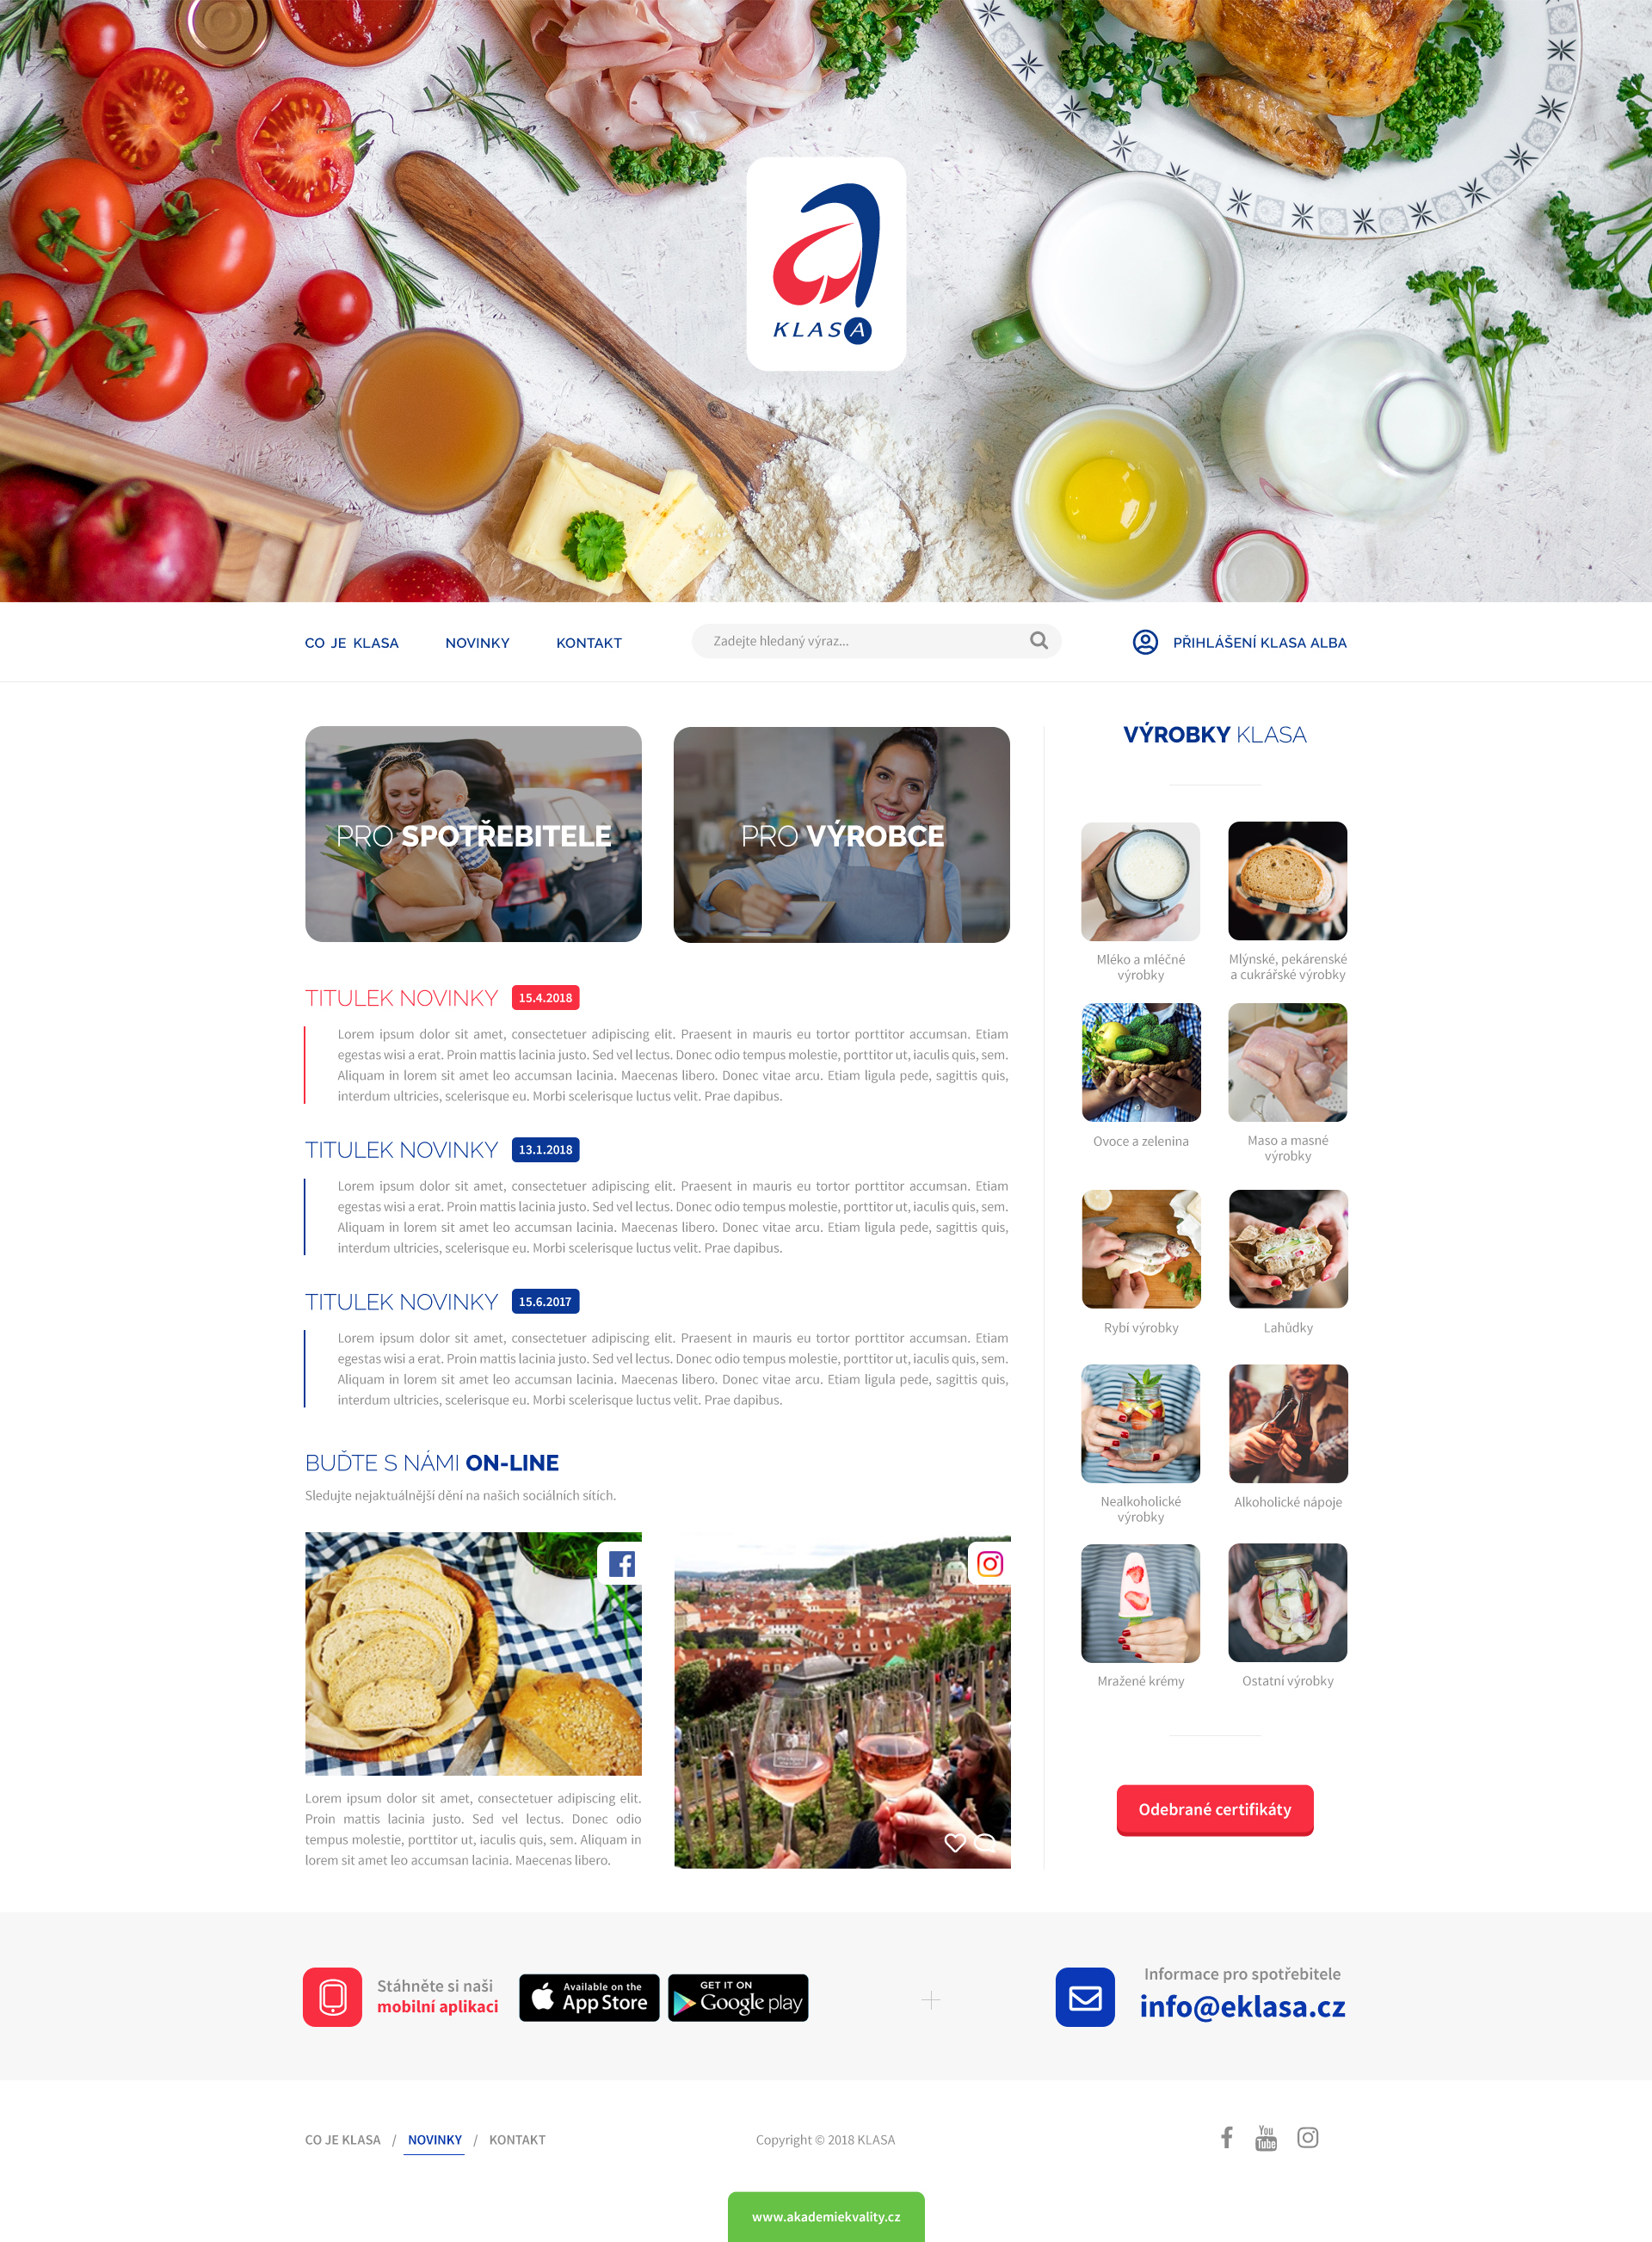 KLASA
CO JE KLASA
NOVINKY
KONTAKT
Zadejte hledaný výraz...
PŘIHLÁŠENÍ KLASA ALBA
PRO SPOTŘEBITELE
PRO VÝROBCE
TITULEK NOVINKY 15.4.2018
Lorem ipsum dolor sit amet, consectetuer adipiscing elit. Praesent in mauris eu tortor porttitor accumsan. Etiam
egestas wisi a erat. Proin mattis lacinia justo. Sed vel lectus. Donec odio tempus molestie, porttitor ut, iaculis quis, sem.
Aliquam in lorem sit amet leo accumsan lacinia. Maecenas libero. Donec vitae arcu. Etiam ligula pede, sagittis quis,
interdum ultricies, scelerisque eu. Morbi scelerisque luctus velit. Prae dapibus.
TITULEK NOVINKY 13.1.2018
Lorem ipsum dolor sit amet, consectetuer adipiscing elit. Praesent in mauris eu tortor porttitor accumsan. Etiam
egestas wisi a erat. Proin mattis lacinia justo. Sed vel lectus. Donec odio tempus molestie, porttitor ut, iaculis quis, sem.
Aliquam in lorem sit amet leo accumsan lacinia. Maecenas libero. Donec vitae arcu. Etiam ligula pede, sagittis quis,
interdum ultricies, scelerisque eu. Morbi scelerisque luctus velit. Prae dapibus.
TITULEK NOVINKY 15.6.2017
Lorem ipsum dolor sit amet, consectetuer adipiscing elit. Praesent in mauris eu tortor porttitor accumsan. Etiam
egestas wisi a erat. Proin mattis lacinia justo. Sed vel lectus. Donec odio tempus molestie, porttitor ut, iaculis quis, sem.
Aliquam in lorem sit amet leo accumsan lacinia. Maecenas libero. Donec vitae arcu. Etiam ligula pede, sagittis quis,
interdum ultricies, scelerisque eu. Morbi scelerisque luctus velit. Prae dapibus.
BUĎTE S NÁMI ON-LINE
Sledujte nejaktuálnější dění na našich sociálních sítích.
Lorem ipsum dolor sit amet, consectetuer adipiscing elit.
Proin mattis lacinia justo. Sed vel lectus. Donec odio
tempus molestie, porttitor ut, iaculis quis, sem. Aliquam in
lorem sit amet leo accumsan lacinia. Maecenas libero.
VÝROBKY KLASA
Mléko a mléčné
výrobky
Mlýnské, pekárenské
a cukrářské výrobky
Ovoce a zelenina
Maso a masné
výrobky
Rybí výrobky
Lahůdky
Nealkoholické
výrobky
Alkoholické nápoje
Mražené krémy
Ostatní výrobky
Odebrané certifikáty
Stáhněte si naši
mobilní aplikaci
Available on the
App Store
GET IT ON
Google play
Informace pro spotřebitele
info@eklasa.cz
CO JE KLASA / NOVINKY / KONTAKT
Copyright © 2018 KLASA
You
Tube
www.akademiekvality.cz